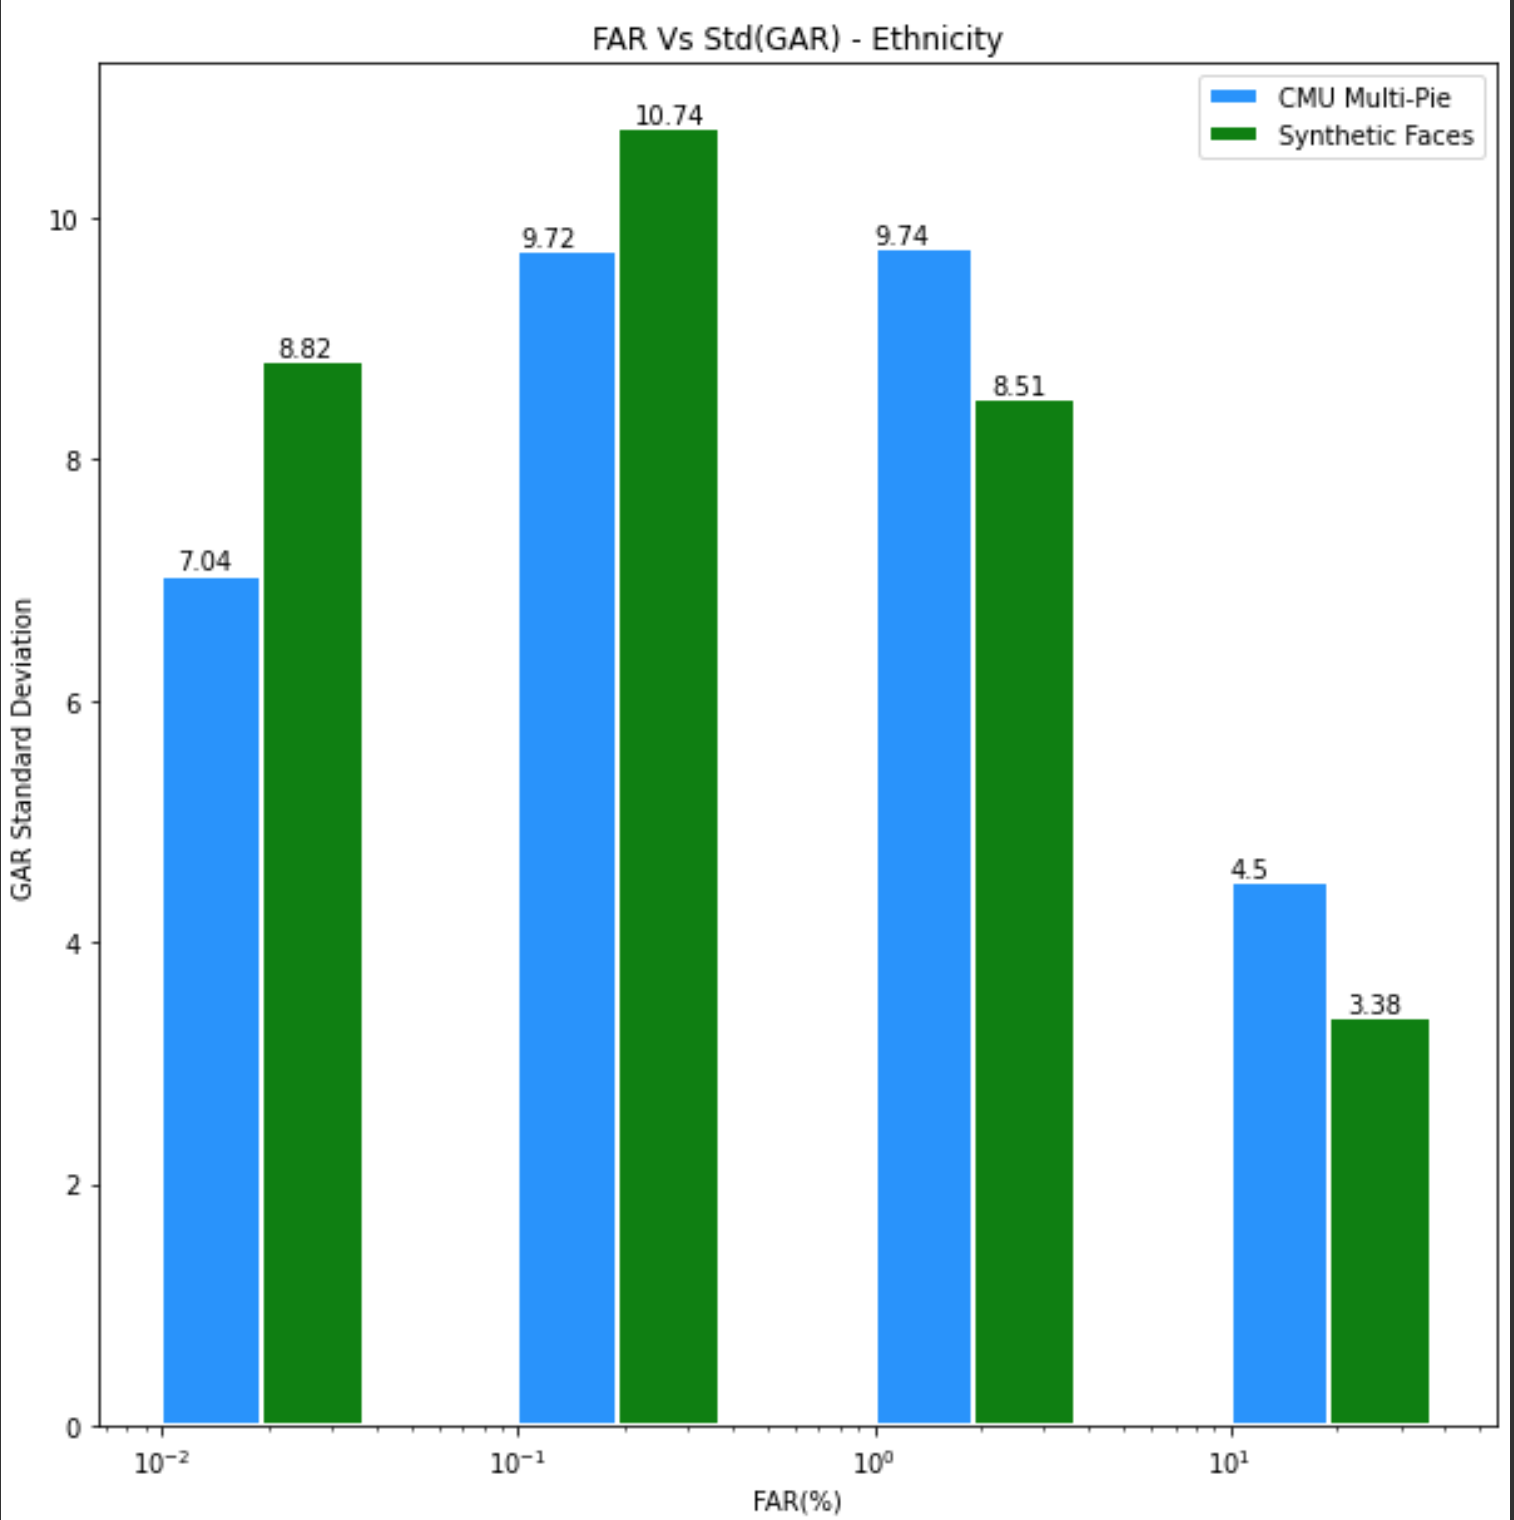 FAR Vs Std(GAR) - Ethnicity
CMU Multi-Pie
Synthetic Faces
10.74
9.72
9.74
8.82
8.51
7.04
4.5
3.38
10
8
6
4
2
0
GAR Standard Deviation
10⁻² 10⁻¹ 10⁰ 10¹
FAR(%)